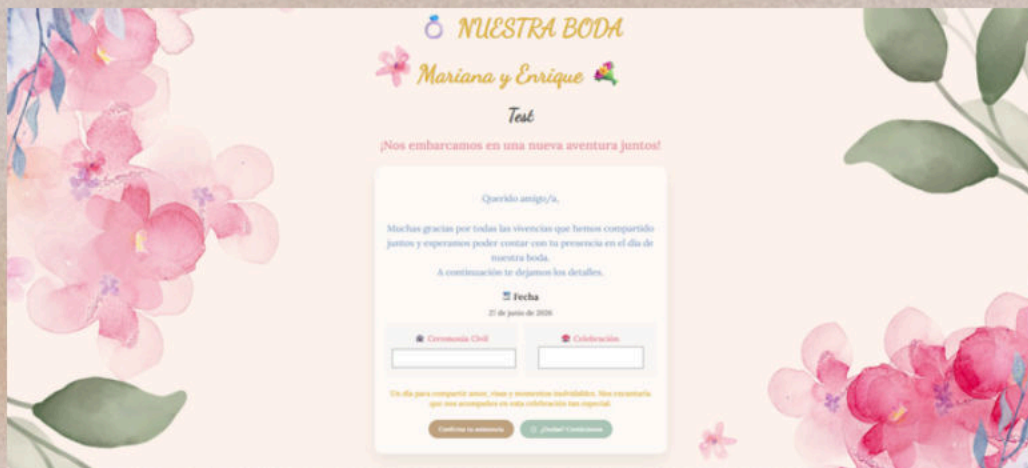 NUESTRA BODA
Mariana y Enrique
Test
¡Nos embarcamos en una nueva aventura juntos!
Querido amigo/a,
Muchas gracias por todas las vivencias que hemos compartido
juntos y esperamos poder contar con tu presencia en el día de
nuestra boda.
A continuación te dejamos los detalles.
Fecha
27 de junio de 2026
Ceremonia Civil
Celebración
Un día para compartir amor, risas y momentos inolvidables. Nos encantaría
que nos acompañes en esta celebración tan especial.
Confirma tu asistencia
¿Dudas? Contáctanos